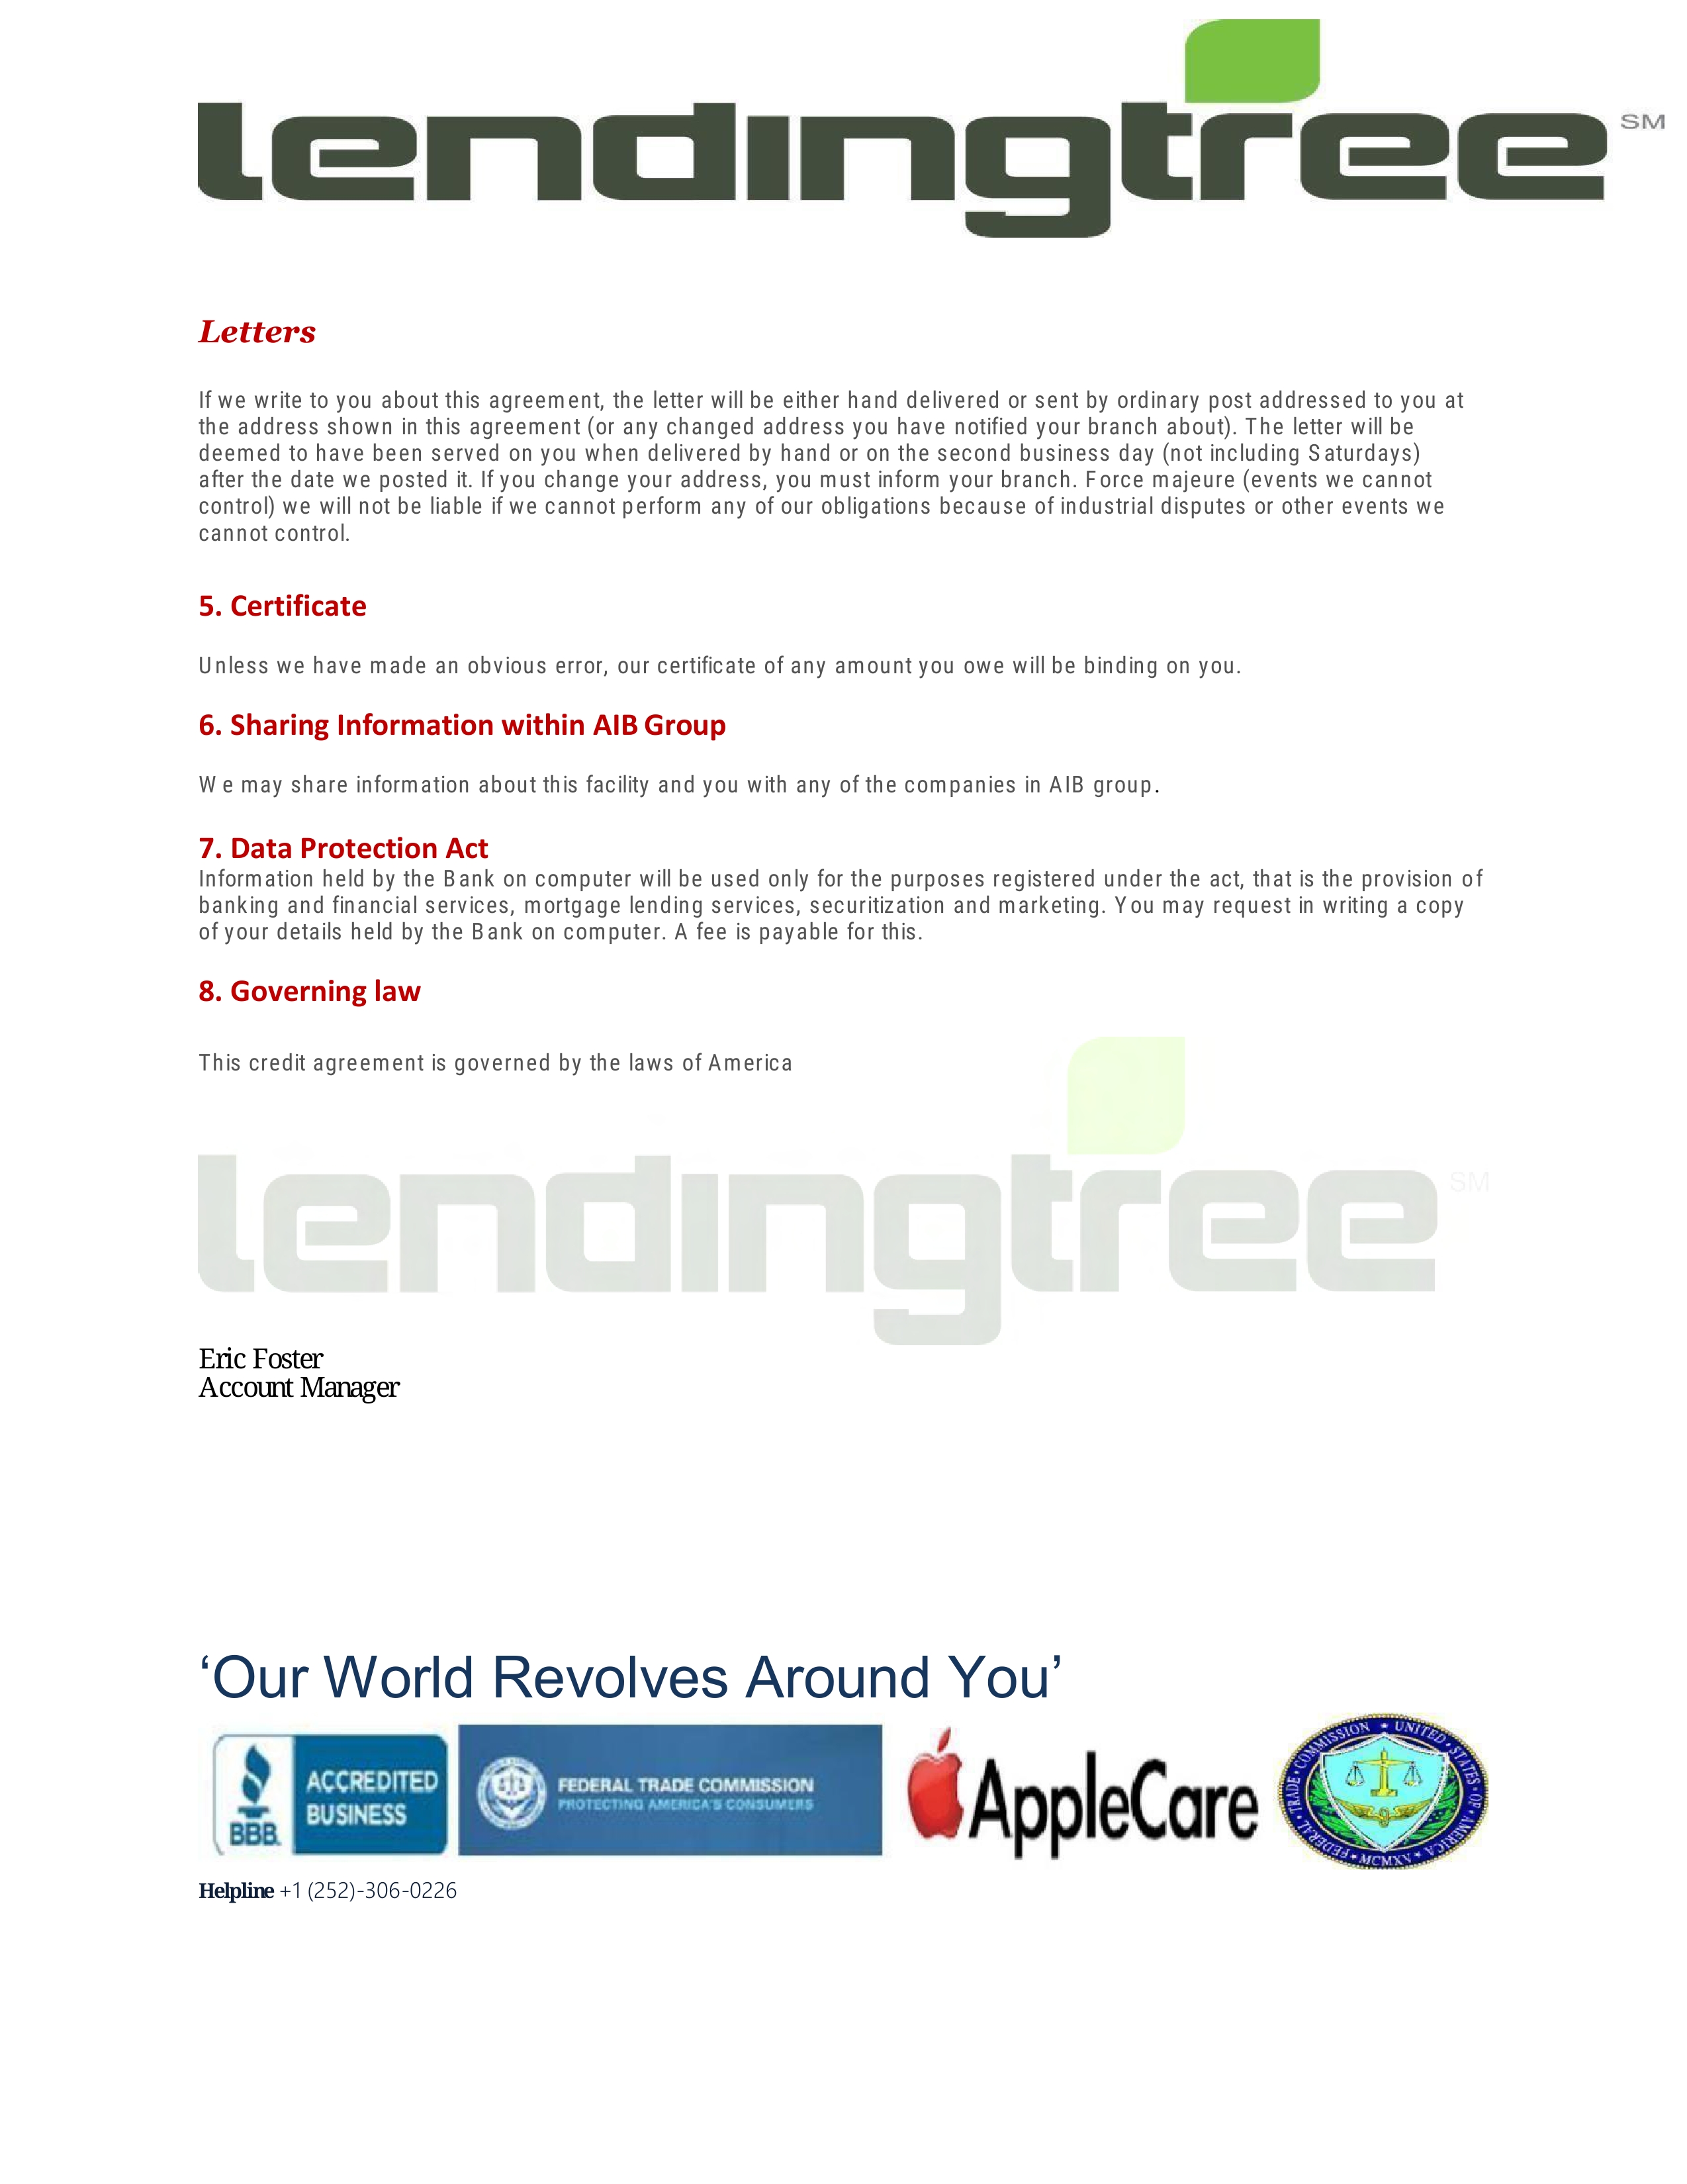 lendingtree SM
Letters
If we write to you about this agreement, the letter will be either hand delivered or sent by ordinary post addressed to you at
the address shown in this agreement (or any changed address you have notified your branch about). The letter will be
deemed to have been served on you when delivered by hand or on the second business day (not including Saturdays)
after the date we posted it. If you change your address, you must inform your branch. Force majeure (events we cannot
control) we will not be liable if we cannot perform any of our obligations because of industrial disputes or other events we
cannot control.
5. Certificate
Unless we have made an obvious error, our certificate of any amount you owe will be binding on you.
6. Sharing Information within AIB Group
We may share information about this facility and you with any of the companies in AIB group.
7. Data Protection Act
Information held by the Bank on computer will be used only for the purposes registered under the act, that is the provision of
banking and financial services, mortgage lending services, securitization and marketing. You may request in writing a copy
of your details held by the Bank on computer. A fee is payable for this.
8. Governing law
This credit agreement is governed by the laws of America
lendingtree SM
Eric Foster
Account Manager
‘Our World Revolves Around You’
BBB. ACCREDITED
BUSINESS
FEDERAL TRADE COMMISSION
PROTECTING AMERICA'S CONSUMERS
AppleCare
FEDERAL • TRADE • COMMISSION • UNITED • STATES • OF • AMERICA • MCMXV
Helpline +1 (252)-306-0226